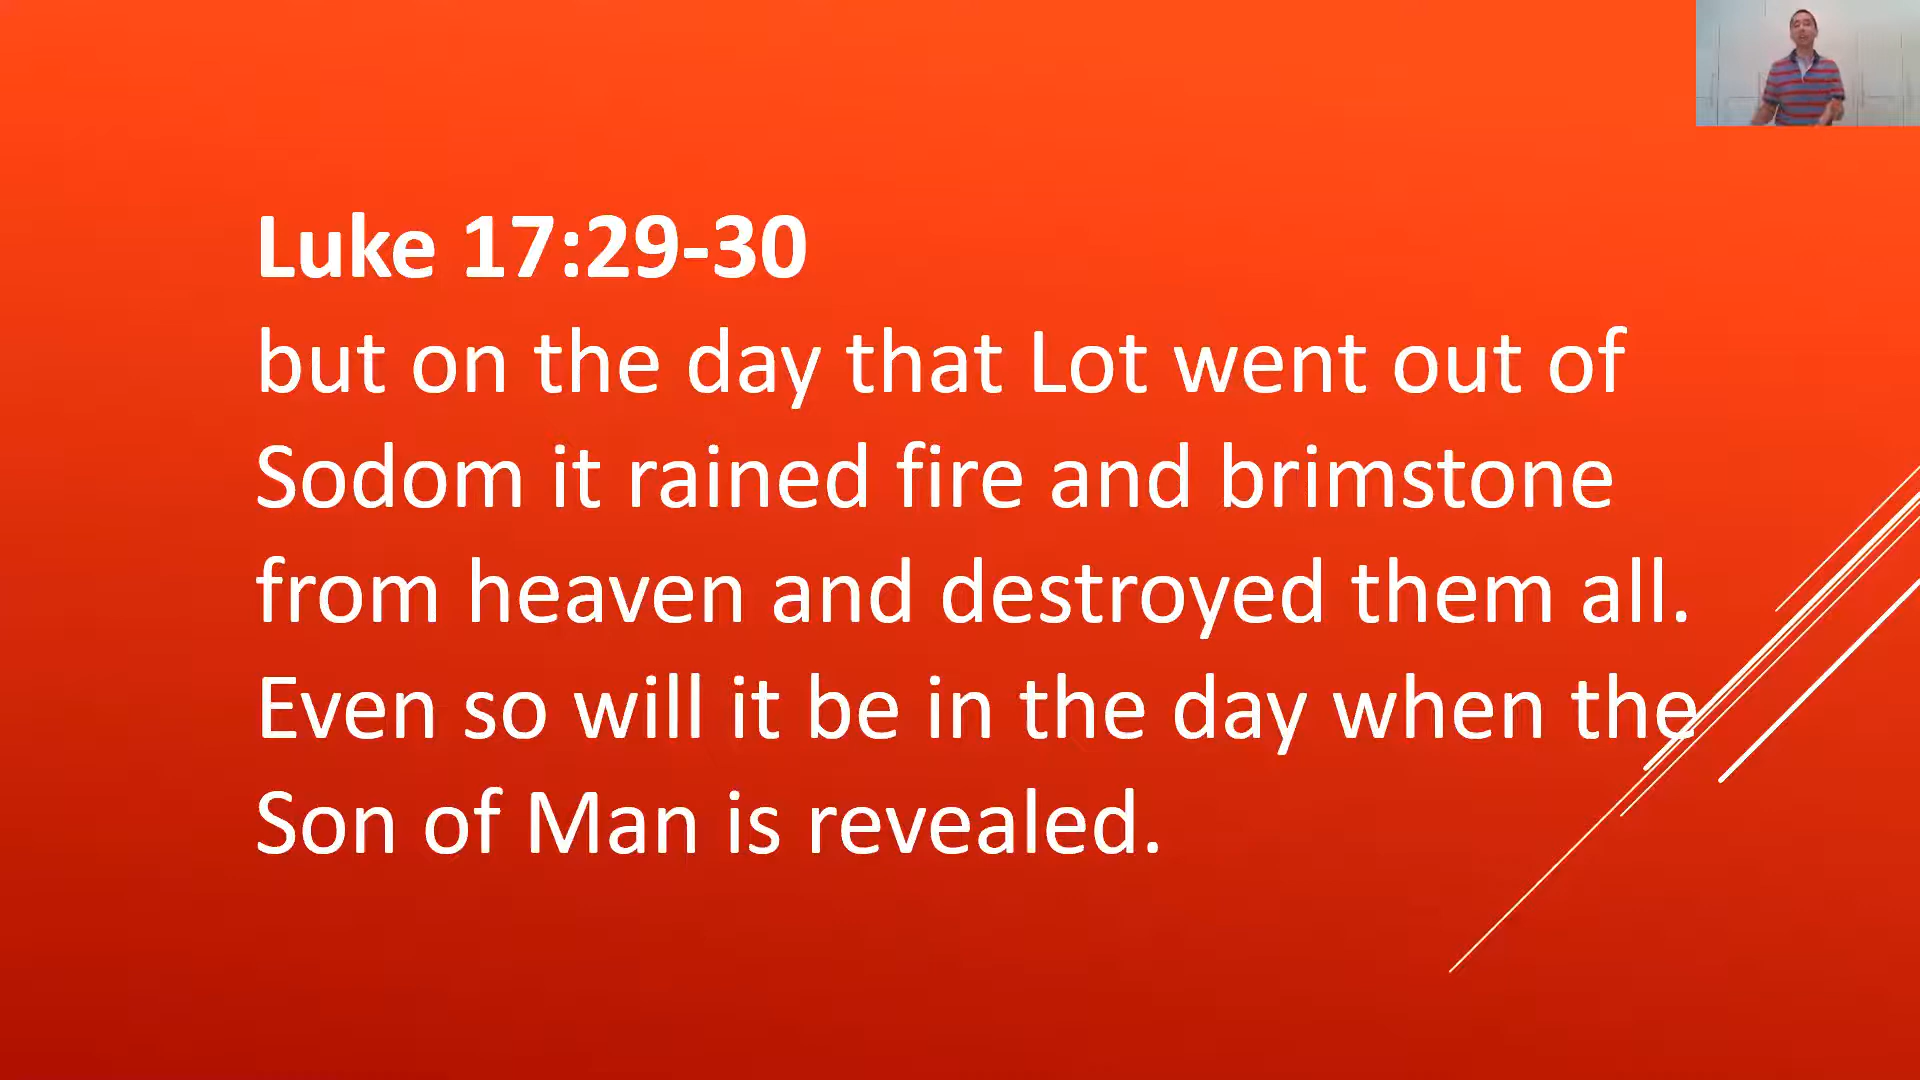 Luke 17:29-30
but on the day that Lot went out of
Sodom it rained fire and brimstone
from heaven and destroyed them all.
Even so will it be in the day when the
Son of Man is revealed.